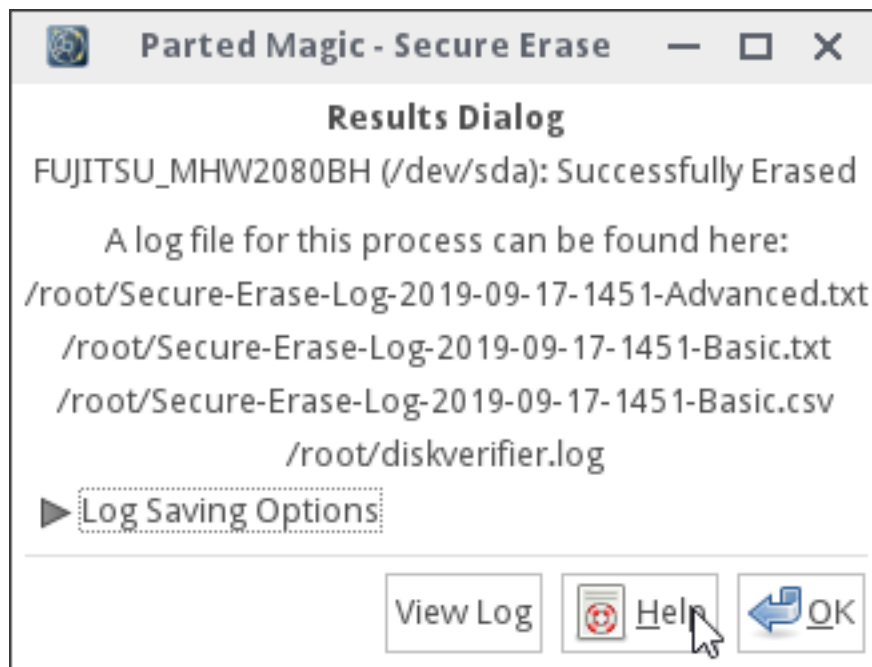 Parted Magic - Secure Erase
Results Dialog
FUJITSU_MHW2080BH (/dev/sda): Successfully Erased
A log file for this process can be found here:
/root/Secure-Erase-Log-2019-09-17-1451-Advanced.txt
/root/Secure-Erase-Log-2019-09-17-1451-Basic.txt
/root/Secure-Erase-Log-2019-09-17-1451-Basic.csv
/root/diskverifier.log
Log Saving Options
View Log Help OK